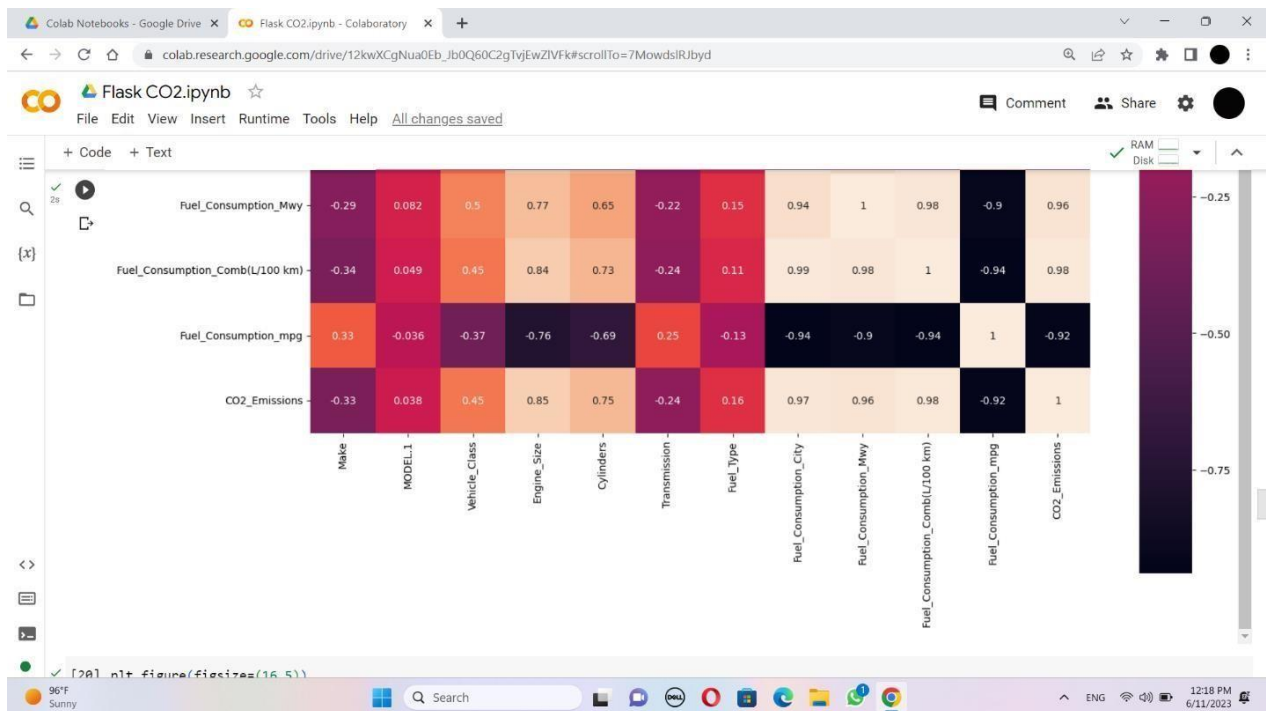 Colab Notebooks - Google Drive
Flask CO2.ipynb - Colaboratory
colab.research.google.com/drive/12kwXCgNua0Eb_Jb0Q60C2gTvjEwZlVFk#scrollTo=7MowdslRJbyd
Flask CO2.ipynb
Comment Share
File Edit View Insert Runtime Tools Help All changes saved
+ Code + Text
RAM
Disk
2s
{x}
Fuel_Consumption_Mwy -0.29 0.082 0.5 0.77 0.65 -0.22 0.15 0.94 1 0.98 -0.9 0.96
Fuel_Consumption_Comb(L/100 km) -0.34 0.049 0.45 0.84 0.73 -0.24 0.11 0.99 0.98 1 -0.94 0.98
Fuel_Consumption_mpg 0.33 -0.036 -0.37 -0.76 -0.69 0.25 -0.13 -0.94 -0.9 -0.94 1 -0.92
CO2_Emissions -0.33 0.038 0.45 0.85 0.75 -0.24 0.16 0.97 0.96 0.98 -0.92 1
Make
MODEL.1
Vehicle_Class
Engine_Size
Cylinders
Transmission
Fuel_Type
Fuel_Consumption_City
Fuel_Consumption_Mwy
Fuel_Consumption_Comb(L/100 km)
Fuel_Consumption_mpg
CO2_Emissions
-0.25
-0.50
-0.75
[20] plt.figure(figsize=(16,5))
96°F
Sunny
Search
DELL
1
ENG
12:18 PM
6/11/2023